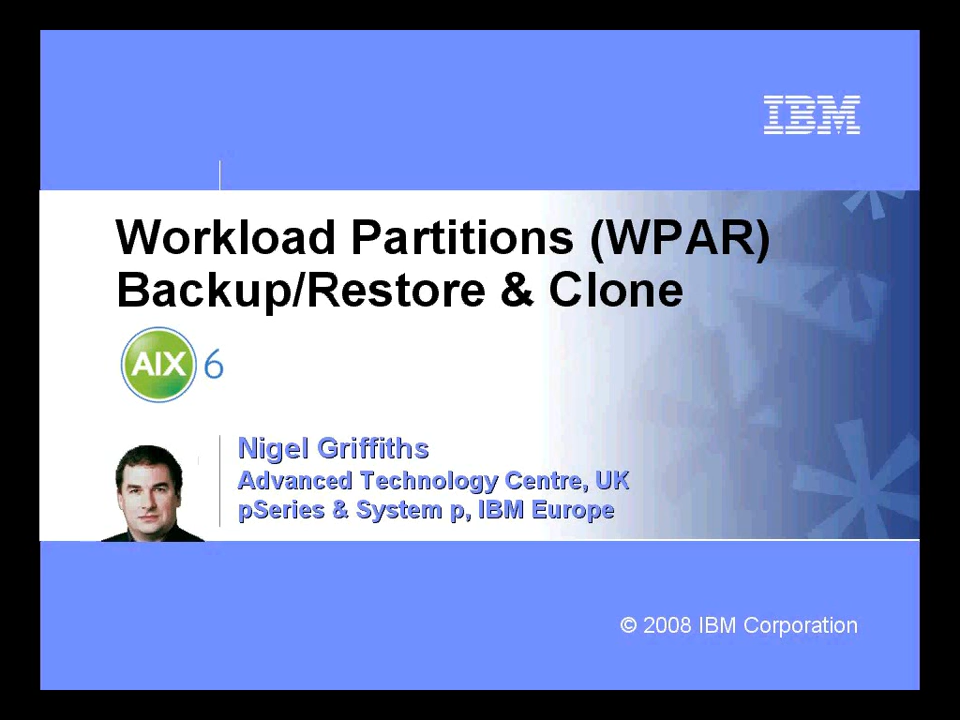 IBM
Workload Partitions (WPAR)
Backup/Restore & Clone
AIX 6
Nigel Griffiths
Advanced Technology Centre, UK
pSeries & System p, IBM Europe
© 2008 IBM Corporation